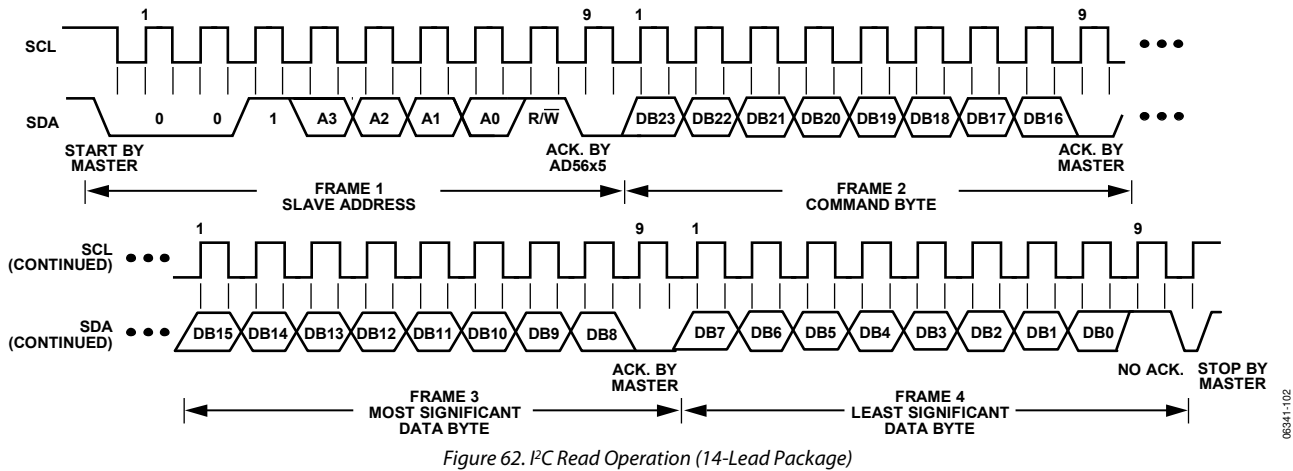 1 9 1 9
SCL
SDA 0 0 1 A3 A2 A1 A0 R/W̅ DB23 DB22 DB21 DB20 DB19 DB18 DB17 DB16
START BY
MASTER
ACK. BY
AD56x5
ACK. BY
MASTER
FRAME 1
SLAVE ADDRESS
FRAME 2
COMMAND BYTE
1 9 1 9
SCL
(CONTINUED)
SDA
(CONTINUED)
DB15 DB14 DB13 DB12 DB11 DB10 DB9 DB8 DB7 DB6 DB5 DB4 DB3 DB2 DB1 DB0
ACK. BY
MASTER
NO ACK.
STOP BY
MASTER
FRAME 3
MOST SIGNIFICANT
DATA BYTE
FRAME 4
LEAST SIGNIFICANT
DATA BYTE
06341-102
Figure 62. I²C Read Operation (14-Lead Package)